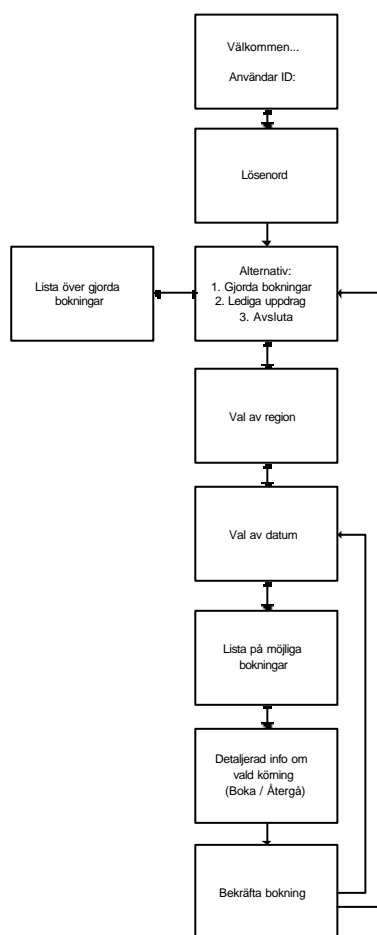 Välkommen...
Användar ID:
Lösenord
Lista över gjorda
bokningar
Alternativ:
1. Gjorda bokningar
2. Lediga uppdrag
3. Avsluta
Val av region
Val av datum
Lista på möjliga
bokningar
Detaljerad info om
vald körning
(Boka / Återgå)
Bekräfta bokning